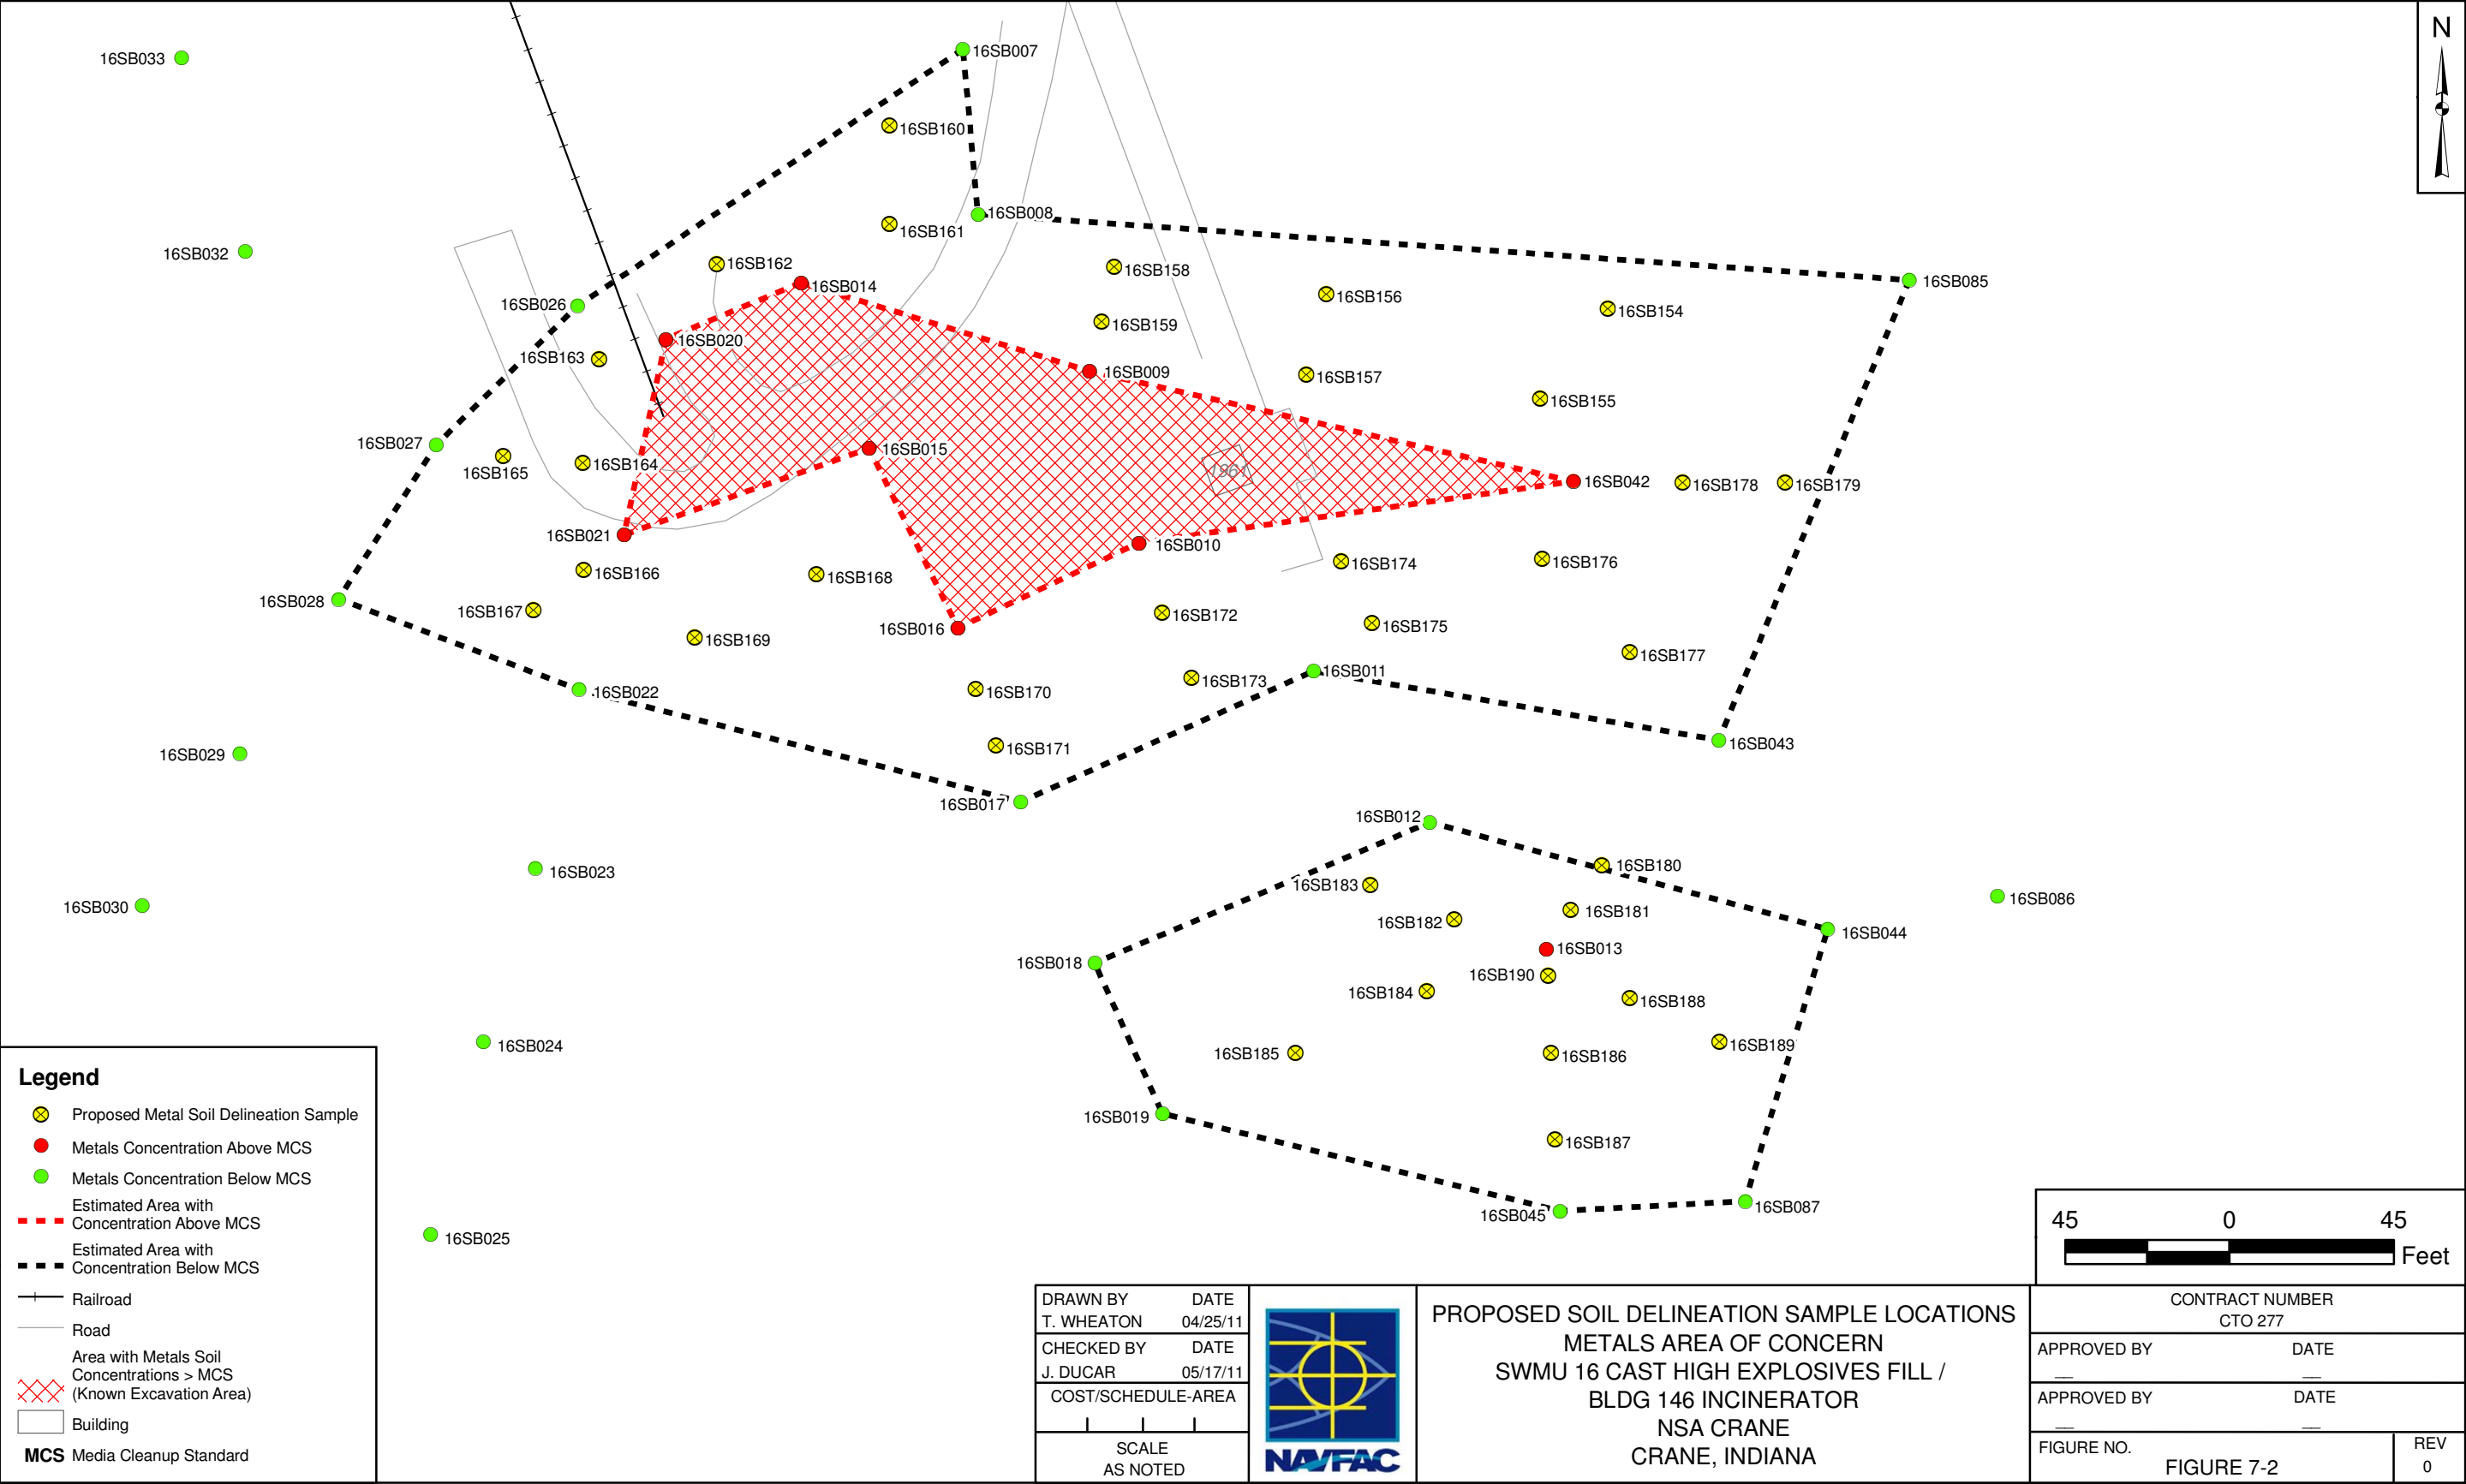 N
16SB033
16SB007
16SB160
16SB008
16SB161
16SB032
16SB162
16SB158
16SB014
16SB085
16SB156
16SB026
16SB154
16SB159
16SB020
16SB163
16SB009
16SB157
16SB155
16SB027
16SB015
16SB164
16SB165
1961
16SB042
16SB178
16SB179
16SB021
16SB010
16SB166
16SB168
16SB174
16SB176
16SB028
16SB167
16SB172
16SB016
16SB175
16SB169
16SB177
16SB011
16SB173
16SB022
16SB170
16SB171
16SB043
16SB029
16SB017
16SB012
16SB180
16SB023
16SB183
16SB086
16SB030
16SB181
16SB182
16SB044
16SB013
16SB018
16SB190
16SB184
16SB188
16SB024
16SB189
16SB185
16SB186
16SB019
16SB187
16SB087
16SB045
16SB025
Legend
Proposed Metal Soil Delineation Sample
Metals Concentration Above MCS
Metals Concentration Below MCS
Estimated Area with
Concentration Above MCS
Estimated Area with
Concentration Below MCS
Railroad
Road
Area with Metals Soil
Concentrations > MCS
(Known Excavation Area)
Building
MCS Media Cleanup Standard
45 0 45
Feet
DRAWN BY DATE
T. WHEATON 04/25/11
CHECKED BY DATE
J. DUCAR 05/17/11
COST/SCHEDULE-AREA
SCALE
AS NOTED
NAVFAC
PROPOSED SOIL DELINEATION SAMPLE LOCATIONS
METALS AREA OF CONCERN
SWMU 16 CAST HIGH EXPLOSIVES FILL /
BLDG 146 INCINERATOR
NSA CRANE
CRANE, INDIANA
CONTRACT NUMBER
CTO 277
APPROVED BY DATE
__ __
APPROVED BY DATE
__ __
FIGURE NO. REV
FIGURE 7-2 0